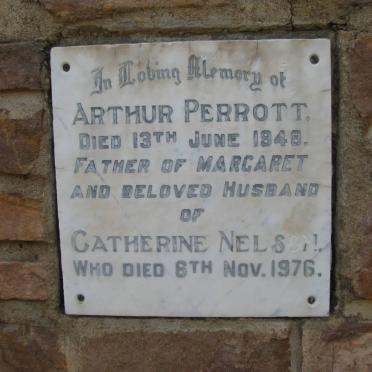 In Loving Memory of
ARTHUR PERROTT.
DIED 13TH JUNE 1948.
FATHER OF MARGARET
AND BELOVED HUSBAND
OF
CATHERINE NELSON.
WHO DIED 6TH NOV. 1976.